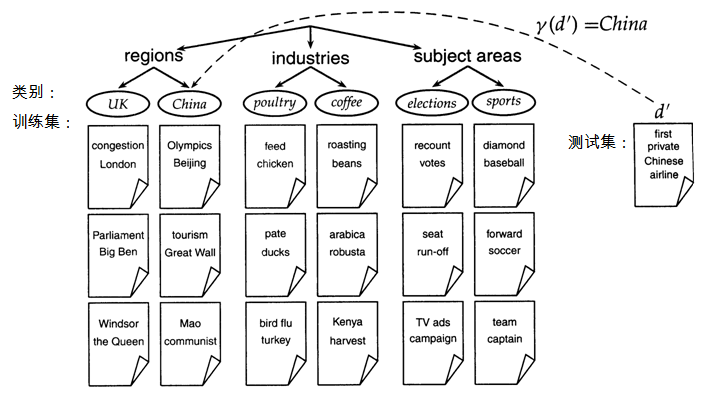 γ(d′)=China
regions
industries
subject areas
类别：
UK
China
poultry
coffee
elections
sports
d′
训练集：
测试集：
congestion
London
Olympics
Beijing
feed
chicken
roasting
beans
recount
votes
diamond
baseball
first
private
Chinese
airline
Parliament
Big Ben
tourism
Great Wall
pate
ducks
arabica
robusta
seat
run-off
forward
soccer
Windsor
the Queen
Mao
communist
bird flu
turkey
Kenya
harvest
TV ads
campaign
team
captain